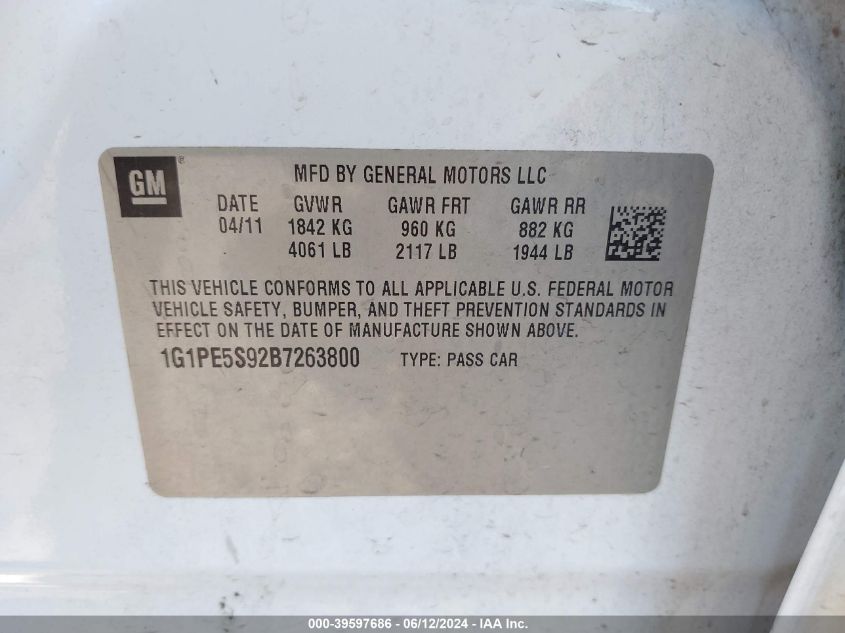 GM ®
MFD BY GENERAL MOTORS LLC
DATE GVWR GAWR FRT GAWR RR
04/11 1842 KG 960 KG 882 KG
4061 LB 2117 LB 1944 LB
THIS VEHICLE CONFORMS TO ALL APPLICABLE U.S. FEDERAL MOTOR
VEHICLE SAFETY, BUMPER, AND THEFT PREVENTION STANDARDS IN
EFFECT ON THE DATE OF MANUFACTURE SHOWN ABOVE.
1G1PE5S92B7263800 TYPE: PASS CAR
000-39597686 - 06/12/2024 - IAA Inc.